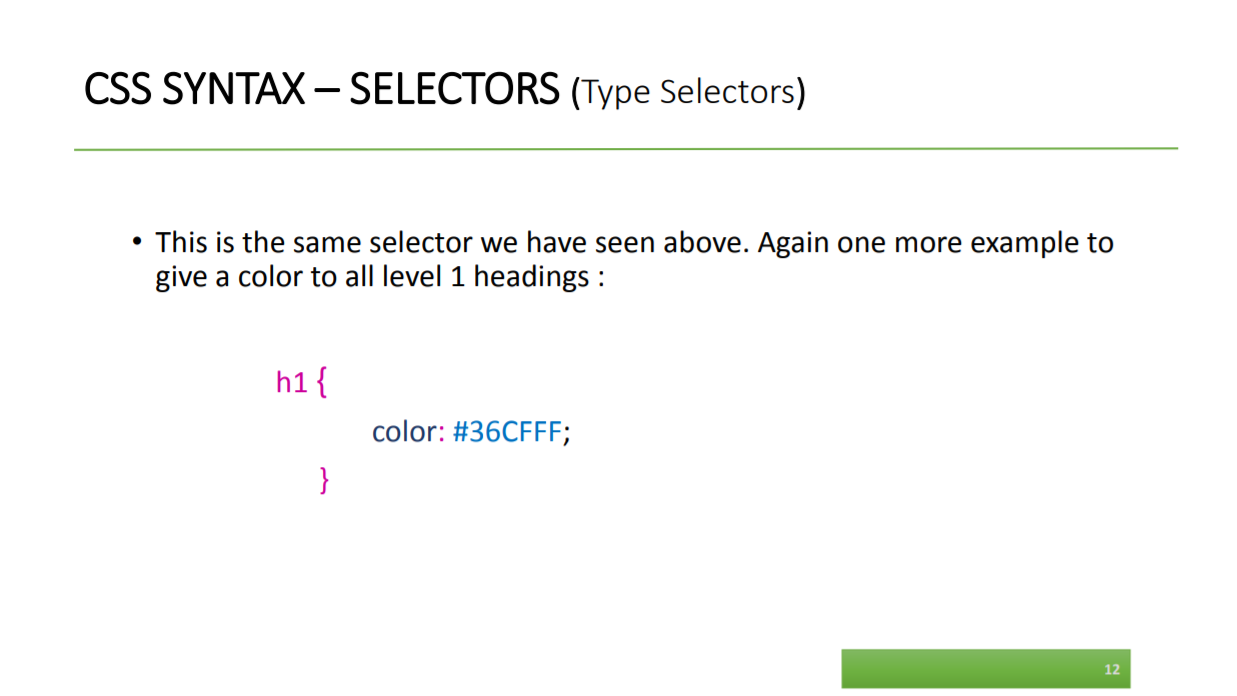 CSS SYNTAX – SELECTORS (Type Selectors)
• This is the same selector we have seen above. Again one more example to
give a color to all level 1 headings :
h1 {
color: #36CFFF;
}
12